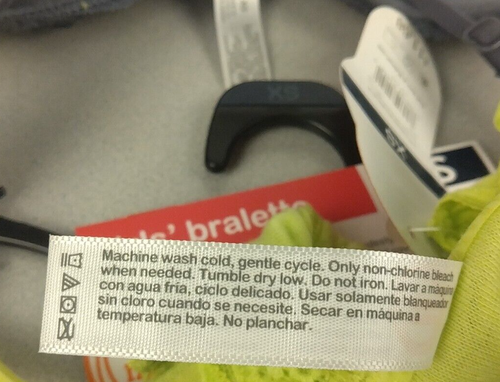 XS
XS
bralette
Machine wash cold, gentle cycle. Only non-chlorine bleach
when needed. Tumble dry low. Do not iron. Lavar a máquina
con agua fría, ciclo delicado. Usar solamente blanqueador
sin cloro cuando se necesite. Secar en máquina a
temperatura baja. No planchar.